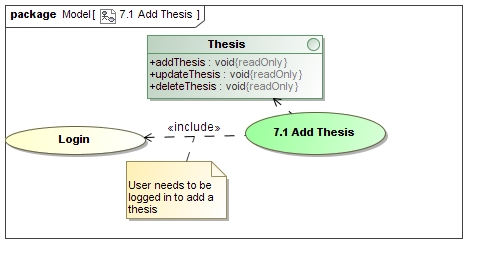 package Model [ 7.1 Add Thesis ]
Thesis
+addThesis : void{readOnly}
+updateThesis : void{readOnly}
+deleteThesis : void{readOnly}
«include»
7.1 Add Thesis
Login
User needs to be
logged in to add a
thesis